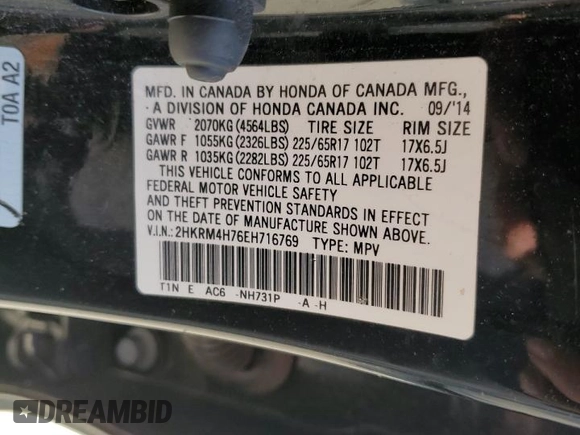 T0A A2
MFD. IN CANADA BY HONDA OF CANADA MFG.,
A DIVISION OF HONDA CANADA INC. 09/'14
GVWR 2070KG(4564LBS) TIRE SIZE RIM SIZE
GAWR F 1055KG(2326LBS) 225/65R17 102T 17X6.5J
GAWR R 1035KG(2282LBS) 225/65R17 102T 17X6.5J
THIS VEHICLE CONFORMS TO ALL APPLICABLE
FEDERAL MOTOR VEHICLE SAFETY
AND THEFT PREVENTION STANDARDS IN EFFECT
ON THE DATE OF MANUFACTURE SHOWN ABOVE.
V.I.N.: 2HKRM4H76EH716769 TYPE: MPV
T1N E AC6 -NH731P -A -H
DREAMBID